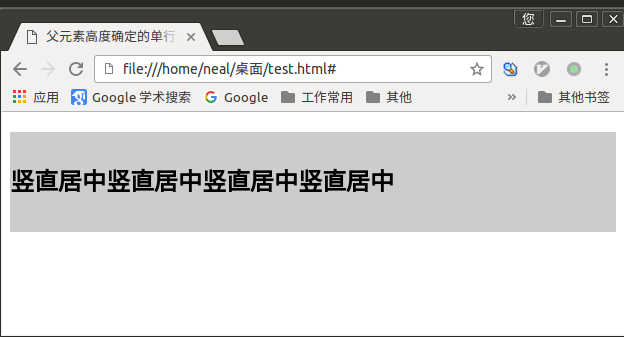 您
父元素高度确定的单行
file:///home/neal/桌面/test.html#
应用 Google 学术搜索 Google 工作常用 其他 » 其他书签
竖直居中竖直居中竖直居中竖直居中